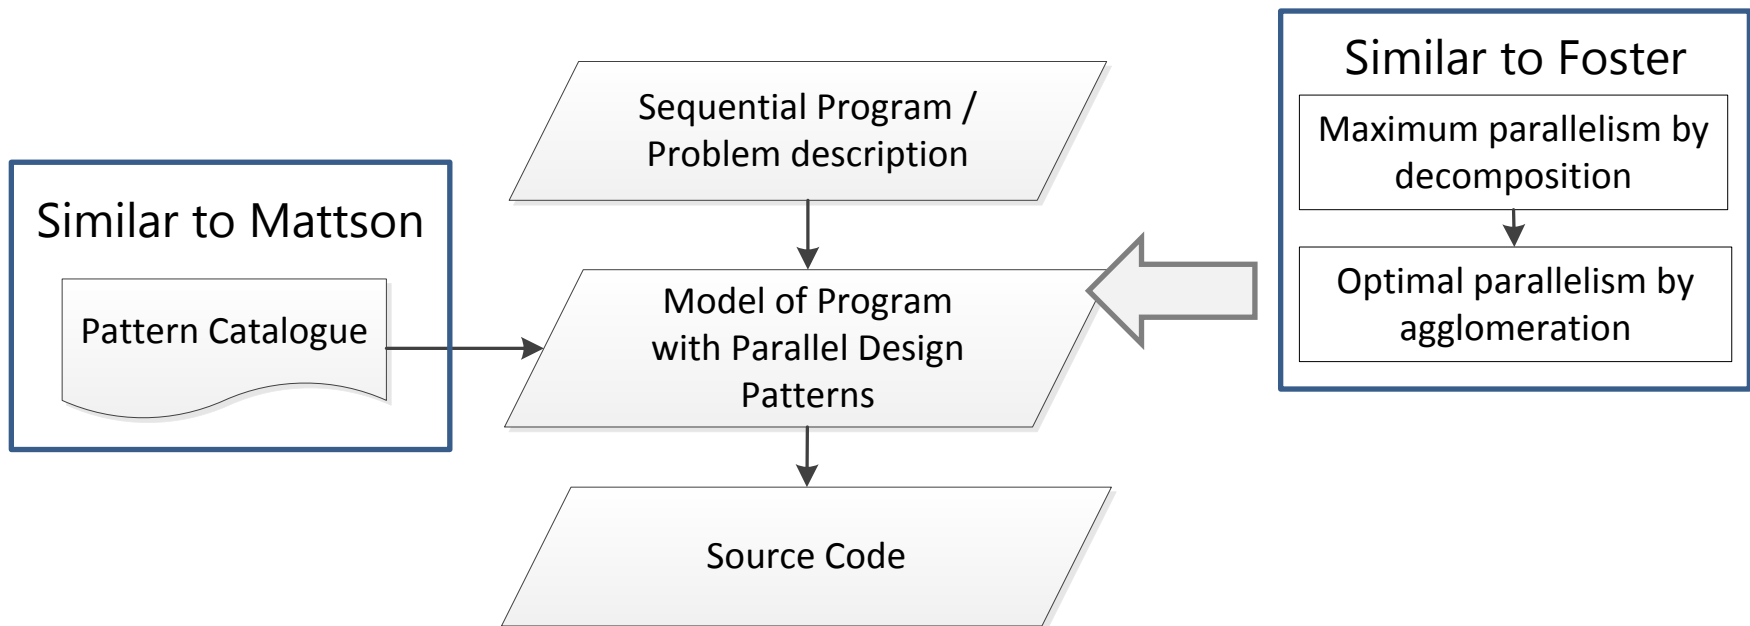 Sequential Program /
Problem description
Similar to Mattson
Pattern Catalogue
Model of Program
with Parallel Design
Patterns
Source Code
Similar to Foster
Maximum parallelism by
decomposition
Optimal parallelism by
agglomeration